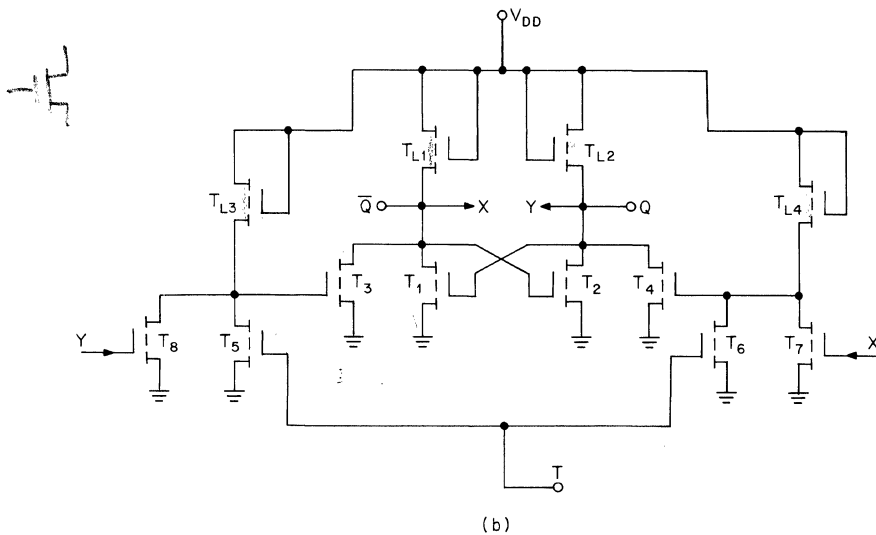 V_DD
T_L1
T_L2
T_L3
T_L4
Q̅
X
Y
Q
T_3
T_1
T_2
T_4
Y
T_8
T_5
T_6
T_7
X
T
(b)